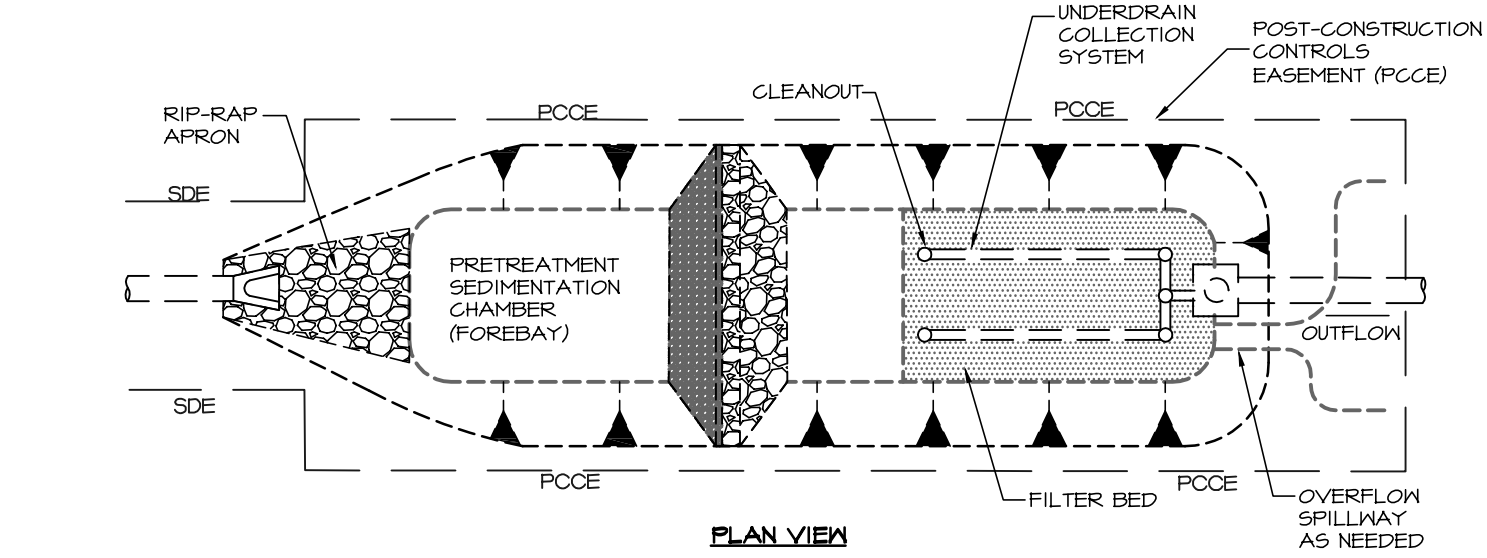 UNDERDRAIN
COLLECTION
SYSTEM
POST-CONSTRUCTION
CONTROLS
EASEMENT (PCCE)
CLEANOUT
RIP-RAP
APRON
PCCE
PCCE
SDE
PRETREATMENT
SEDIMENTATION
CHAMBER
(FOREBAY)
OUTFLOW
SDE
PCCE
FILTER BED
PCCE
OVERFLOW
SPILLWAY
AS NEEDED
PLAN VIEW